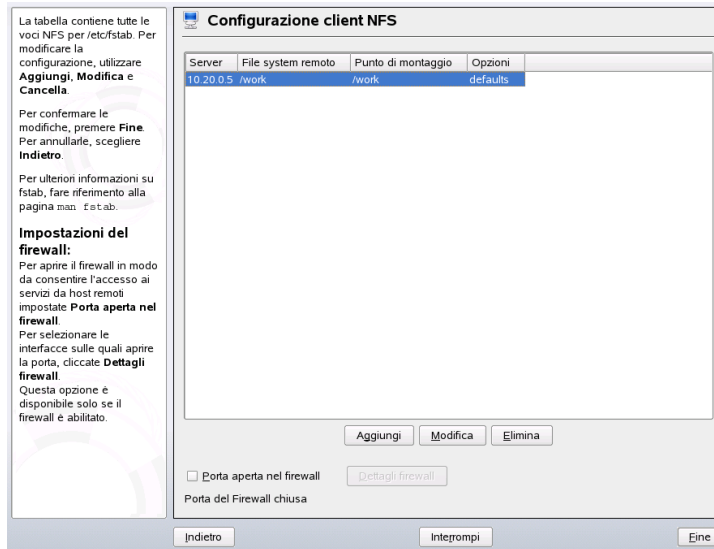 La tabella contiene tutte le
voci NFS per /etc/fstab. Per
modificare la
configurazione, utilizzare
Aggiungi, Modifica e
Cancella.
Per confermare le
modifiche, premere Fine.
Per annullarle, scegliere
Indietro.
Per ulteriori informazioni su
fstab, fare riferimento alla
pagina man fstab.
Impostazioni del
firewall:
Per aprire il firewall in modo
da consentire l'accesso ai
servizi da host remoti
impostate Porta aperta nel
firewall.
Per selezionare le
interfacce sulle quali aprire
la porta, cliccate Dettagli
firewall.
Questa opzione è
disponibile solo se il
firewall è abilitato.
Configurazione client NFS
Server File system remoto Punto di montaggio Opzioni
10.20.0.5 /work /work defaults
Aggiungi Modifica Elimina
Porta aperta nel firewall Dettagli firewall
Porta del Firewall chiusa
Indietro Interrompi Fine